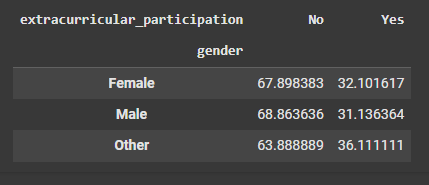 extracurricular_participation No Yes
gender
Female 67.898383 32.101617
Male 68.863636 31.136364
Other 63.888889 36.111111